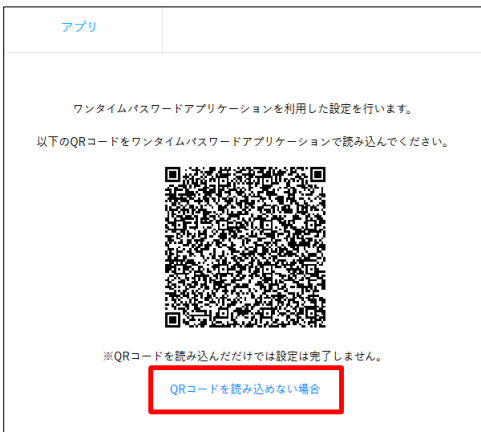 アプリ
ワンタイムパスワードアプリケーションを利用した設定を行います。
以下のQRコードをワンタイムパスワードアプリケーションで読み込んでください。
※QRコードを読み込んだだけでは設定は完了しません。
QRコードを読み込めない場合